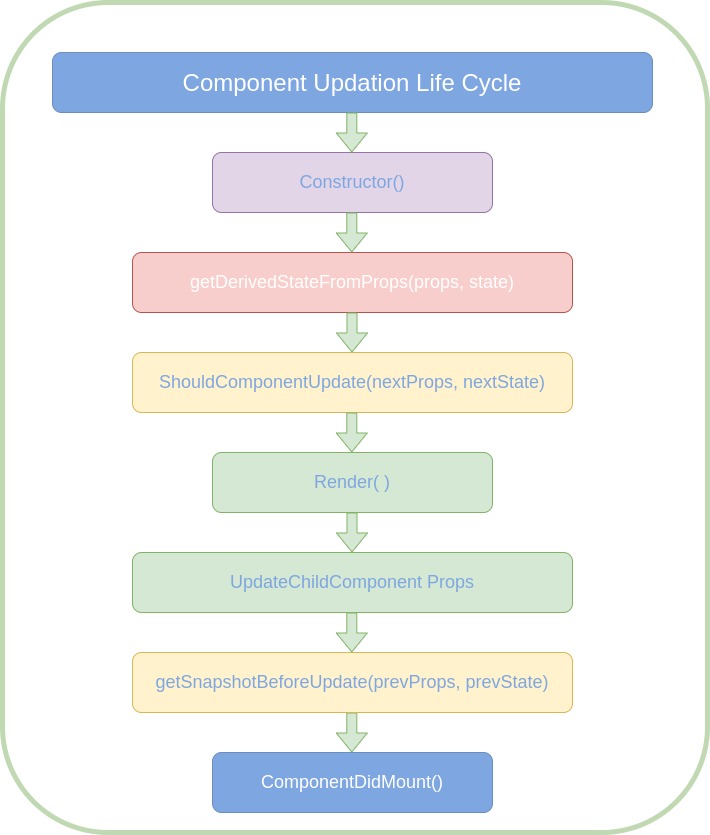 Component Updation Life Cycle
Constructor()
getDerivedStateFromProps(props, state)
ShouldComponentUpdate(nextProps, nextState)
Render( )
UpdateChildComponent Props
getSnapshotBeforeUpdate(prevProps, prevState)
ComponentDidMount()